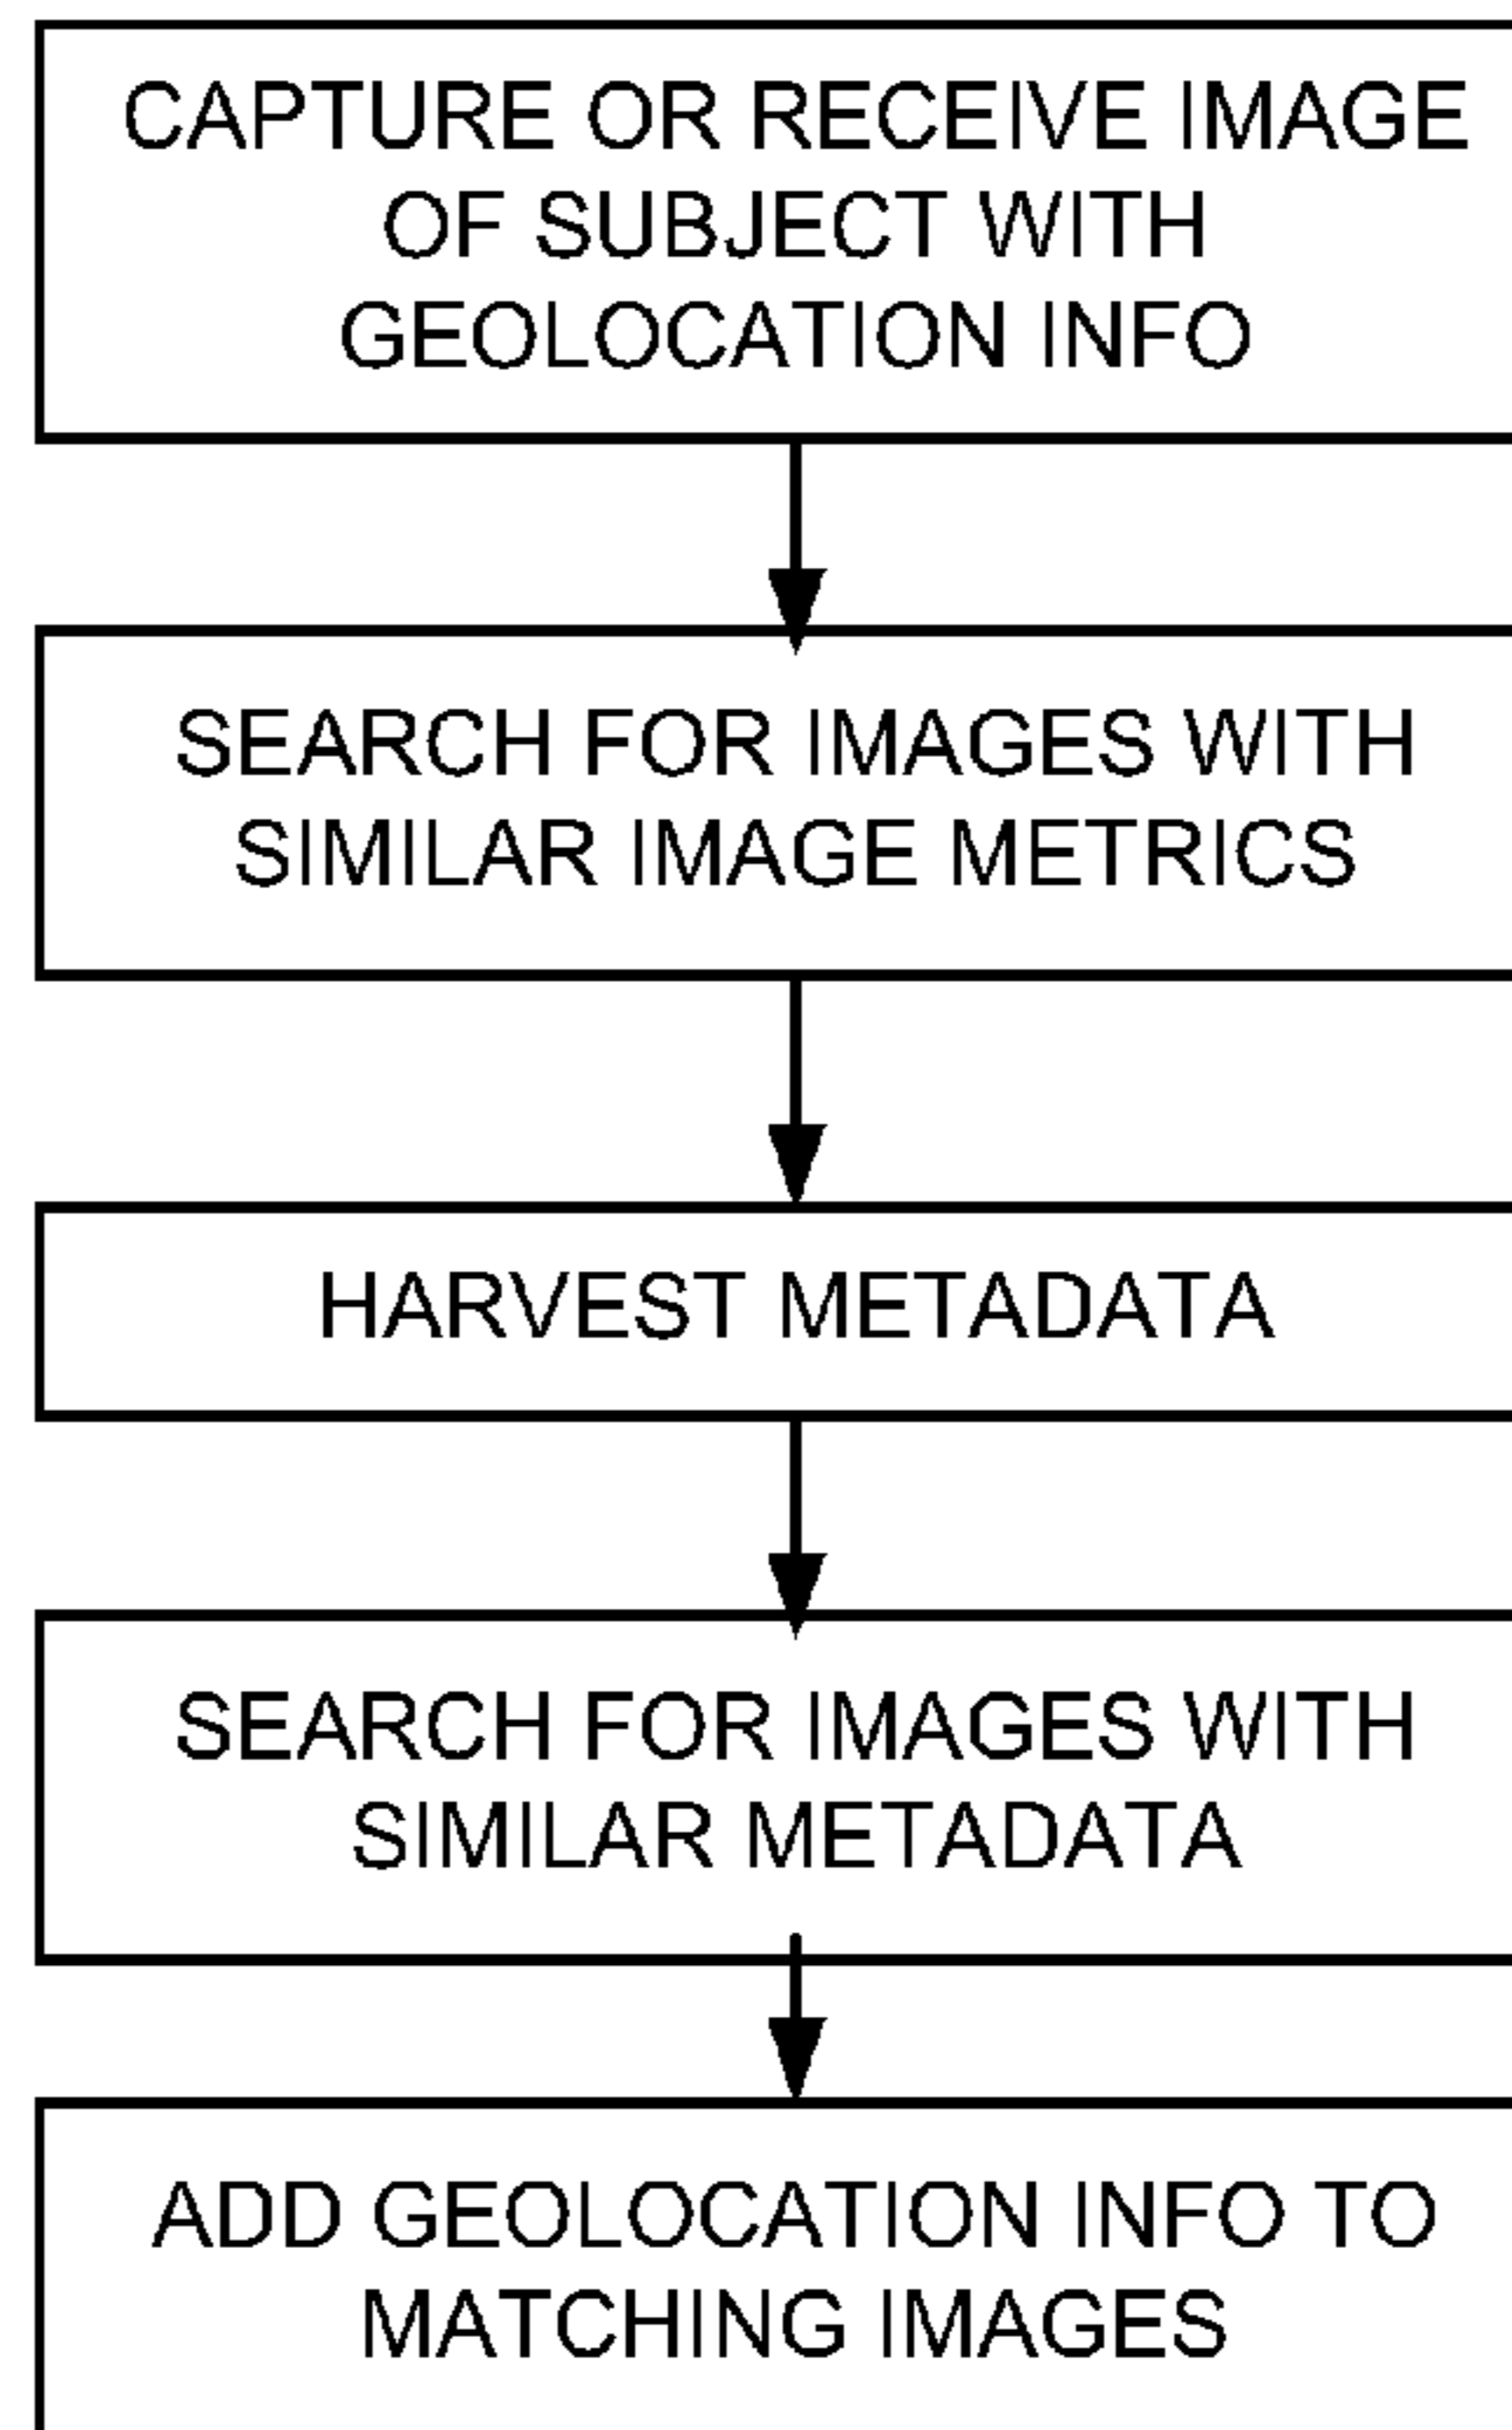 CAPTURE OR RECEIVE IMAGE
OF SUBJECT WITH
GEOLOCATION INFO
SEARCH FOR IMAGES WITH
SIMILAR IMAGE METRICS
HARVEST METADATA
SEARCH FOR IMAGES WITH
SIMILAR METADATA
ADD GEOLOCATION INFO TO
MATCHING IMAGES